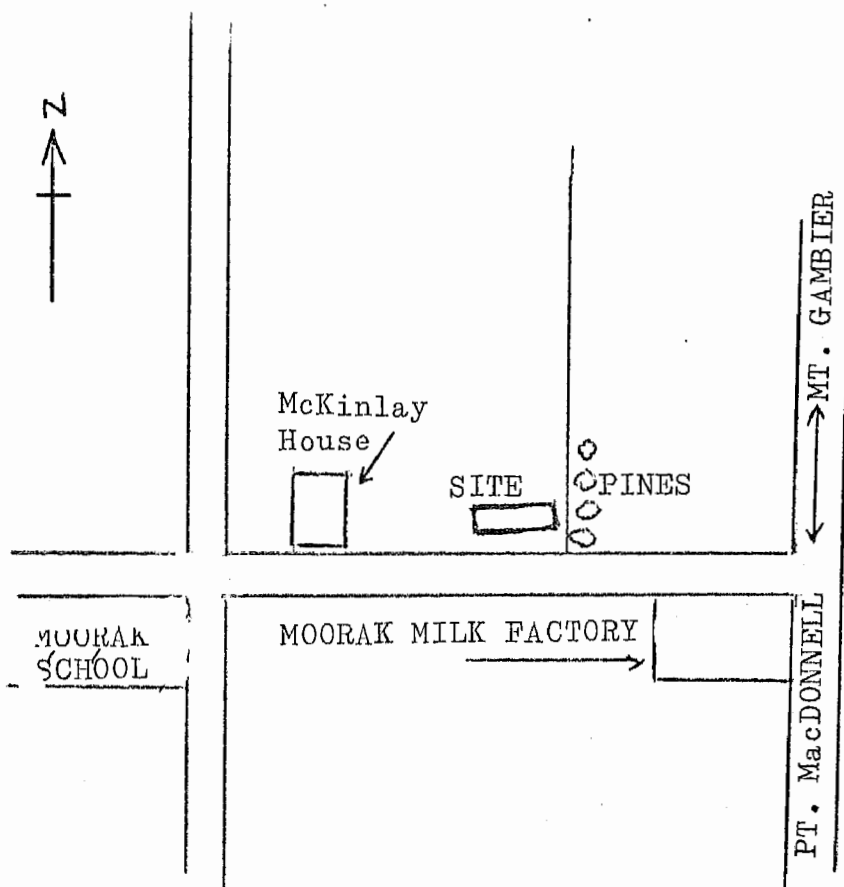 N
MT. GAMBIER
McKinlay
House
SITE
PINES
MOORAK
SCHOOL
MOORAK MILK FACTORY
PT. MacDONNELL